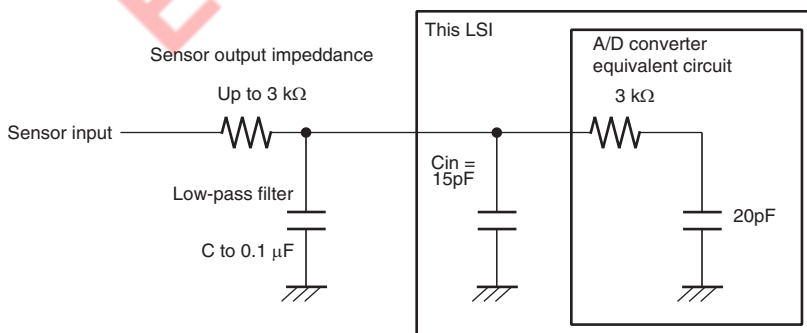 This LSI
A/D converter
equivalent circuit
3 kΩ
Sensor output impeddance
Up to 3 kΩ
Sensor input
Cin =
15pF
Low-pass filter
20pF
C to 0.1 μF